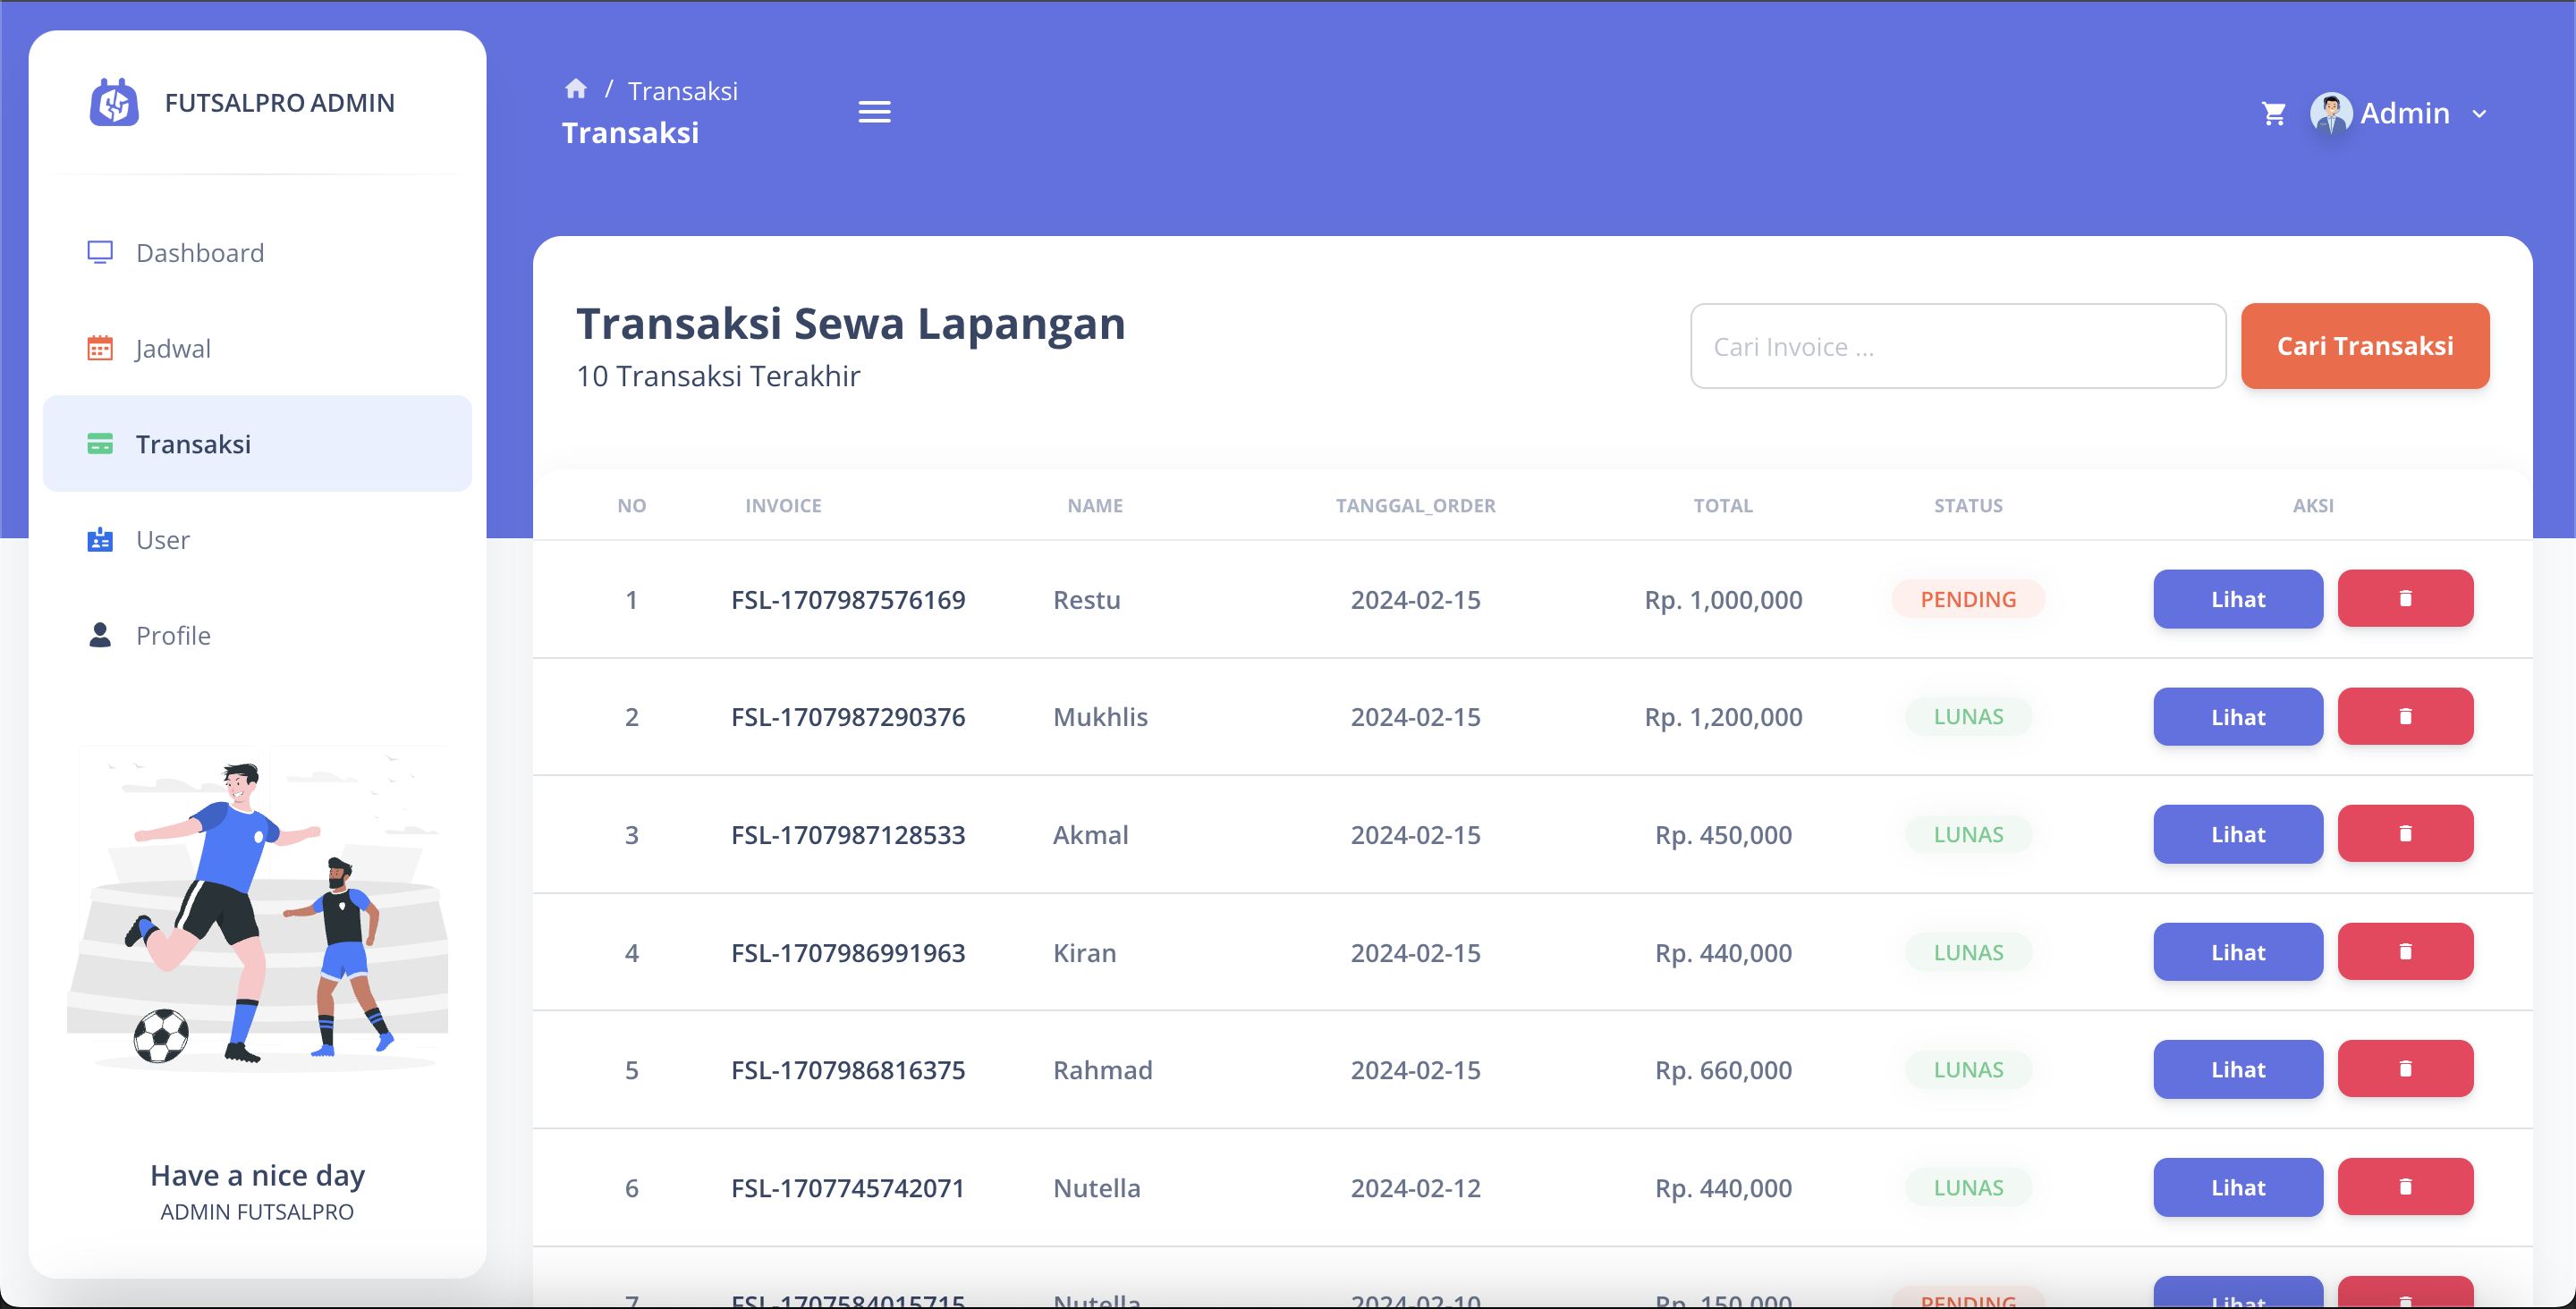 FUTSALPRO ADMIN
Dashboard
Jadwal
Transaksi
User
Profile
Have a nice day
ADMIN FUTSALPRO
/ Transaksi
Transaksi
Admin
Transaksi Sewa Lapangan
10 Transaksi Terakhir
Cari Invoice ...
Cari Transaksi
NO INVOICE NAME TANGGAL_ORDER TOTAL STATUS AKSI
1 FSL-1707987576169 Restu 2024-02-15 Rp. 1,000,000 PENDING Lihat
2 FSL-1707987290376 Mukhlis 2024-02-15 Rp. 1,200,000 LUNAS Lihat
3 FSL-1707987128533 Akmal 2024-02-15 Rp. 450,000 LUNAS Lihat
4 FSL-1707986991963 Kiran 2024-02-15 Rp. 440,000 LUNAS Lihat
5 FSL-1707986816375 Rahmad 2024-02-15 Rp. 660,000 LUNAS Lihat
6 FSL-1707745742071 Nutella 2024-02-12 Rp. 440,000 LUNAS Lihat
7 FSL-1707584015715 Nutella 2024-02-10 Rp. 150,000 PENDING Lihat